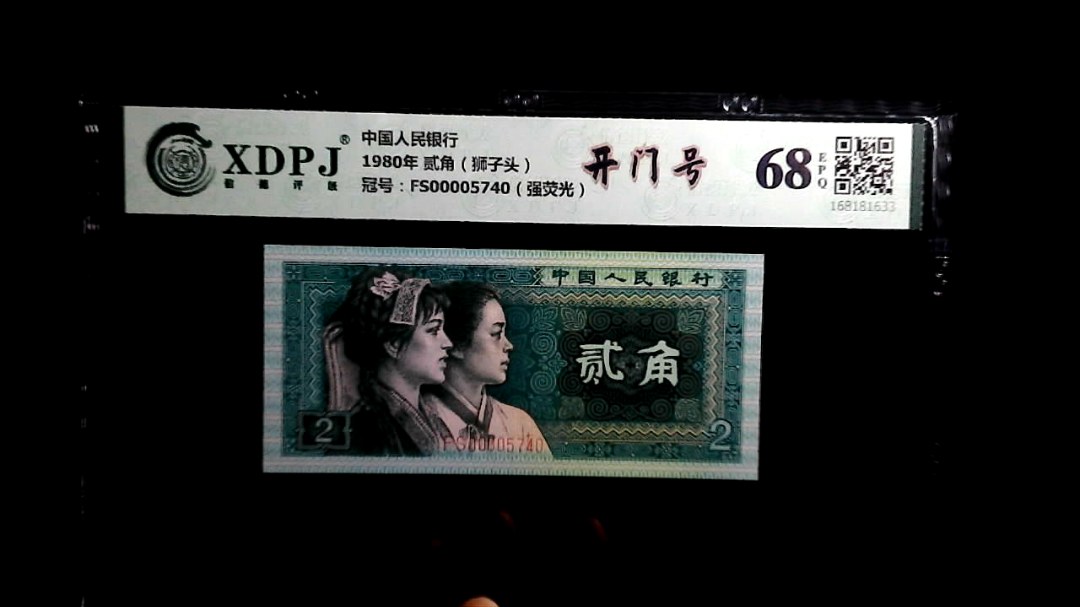 XDPJ®
评级
中国人民银行
1980年 贰角（狮子头）
冠号：FS00005740（强荧光）
开门号
68
EPQ
168181633
中国人民银行
贰角
2
FS00005740
2